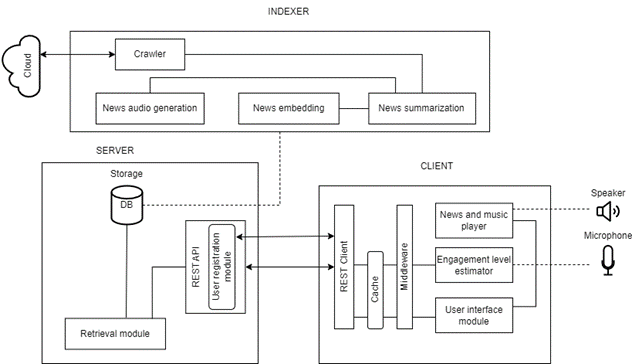 INDEXER
Cloud
Crawler
News audio generation
News embedding
News summarization
SERVER
Storage
DB
REST API
User registration
module
Retrieval module
CLIENT
REST Client
Cache
Middleware
News and music
player
Engagement level
estimator
User interface
module
Speaker
Microphone